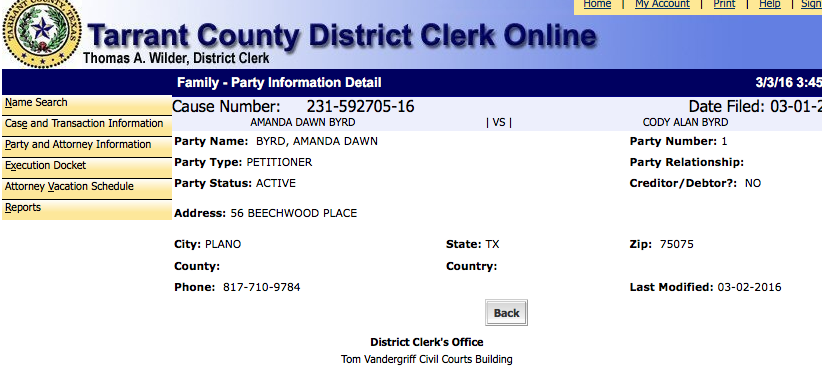 Home | My Account | Print | Help | Sign
TARRANT COUNTY, TEXAS
Tarrant County District Clerk Online
Thomas A. Wilder, District Clerk
Family - Party Information Detail 3/3/16 3:45
Name Search
Case and Transaction Information
Party and Attorney Information
Execution Docket
Attorney Vacation Schedule
Reports
Cause Number: 231-592705-16 Date Filed: 03-01-2
AMANDA DAWN BYRD | VS | CODY ALAN BYRD
Party Name: BYRD, AMANDA DAWN Party Number: 1
Party Type: PETITIONER Party Relationship:
Party Status: ACTIVE Creditor/Debtor?: NO
Address: 56 BEECHWOOD PLACE
City: PLANO State: TX Zip: 75075
County: Country:
Phone: 817-710-9784 Last Modified: 03-02-2016
Back
District Clerk's Office
Tom Vandergriff Civil Courts Building